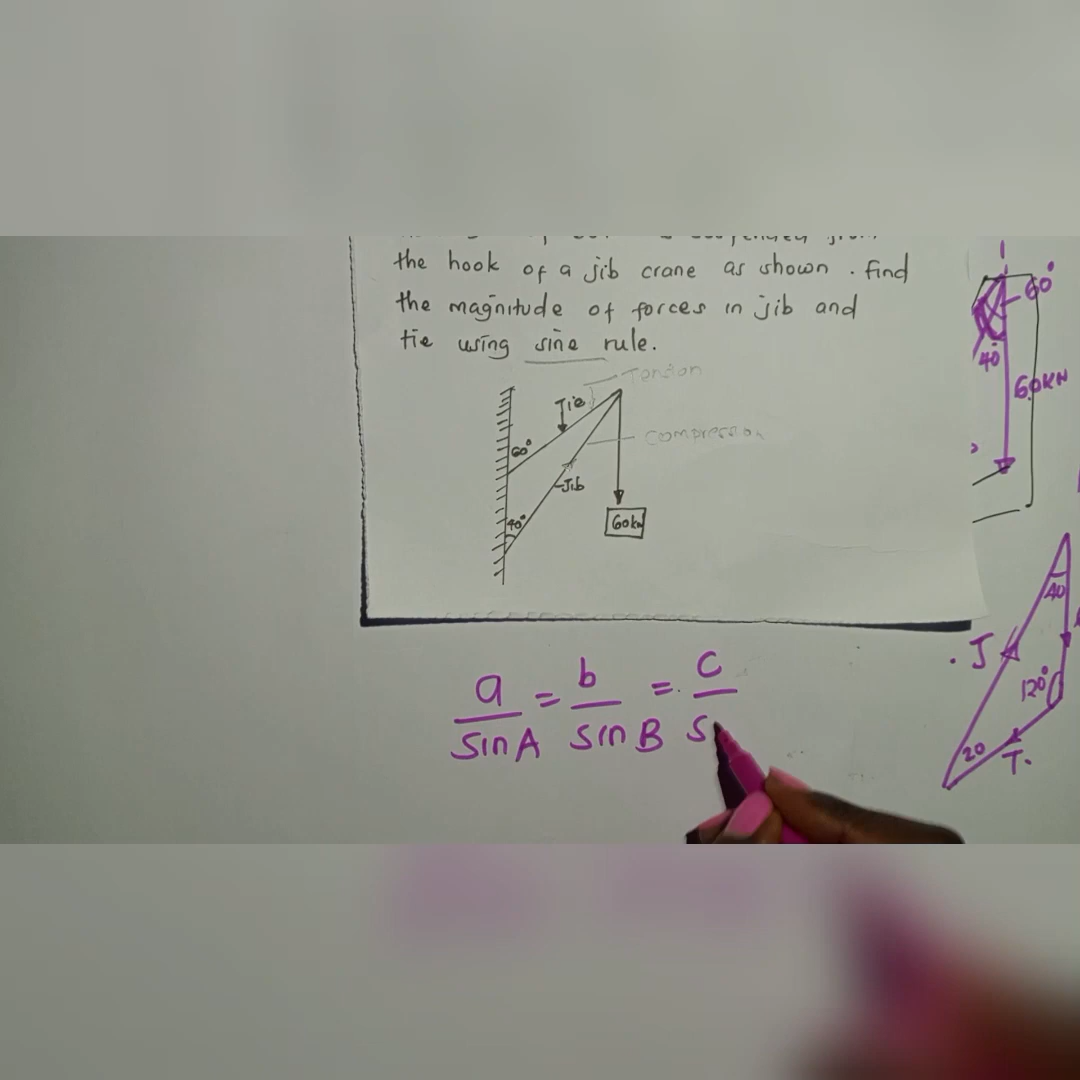 the hook of a jib crane as shown. find
the magnitude of forces in jib and
tie using sine rule.
Tension
Tie
compression
60°
Jib
40°
60kN
60°
40°
60KN
40
J
120°
20
T.
a = b = c
sinA sinB s